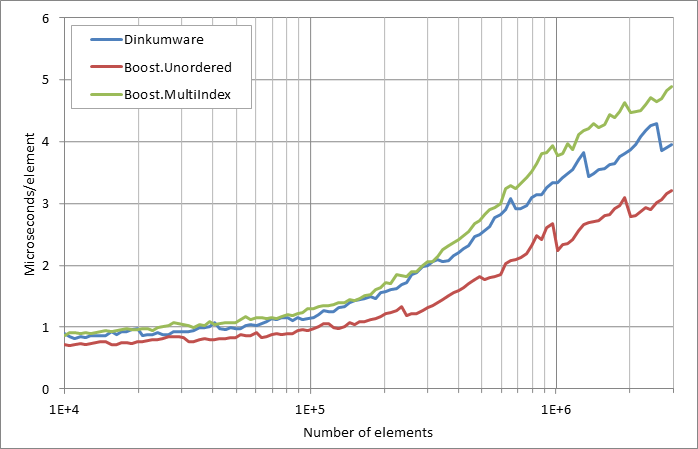 6
5
4
3
2
1
0
Dinkumware
Boost.Unordered
Boost.MultiIndex
Microseconds/element
1E+4
1E+5
1E+6
Number of elements